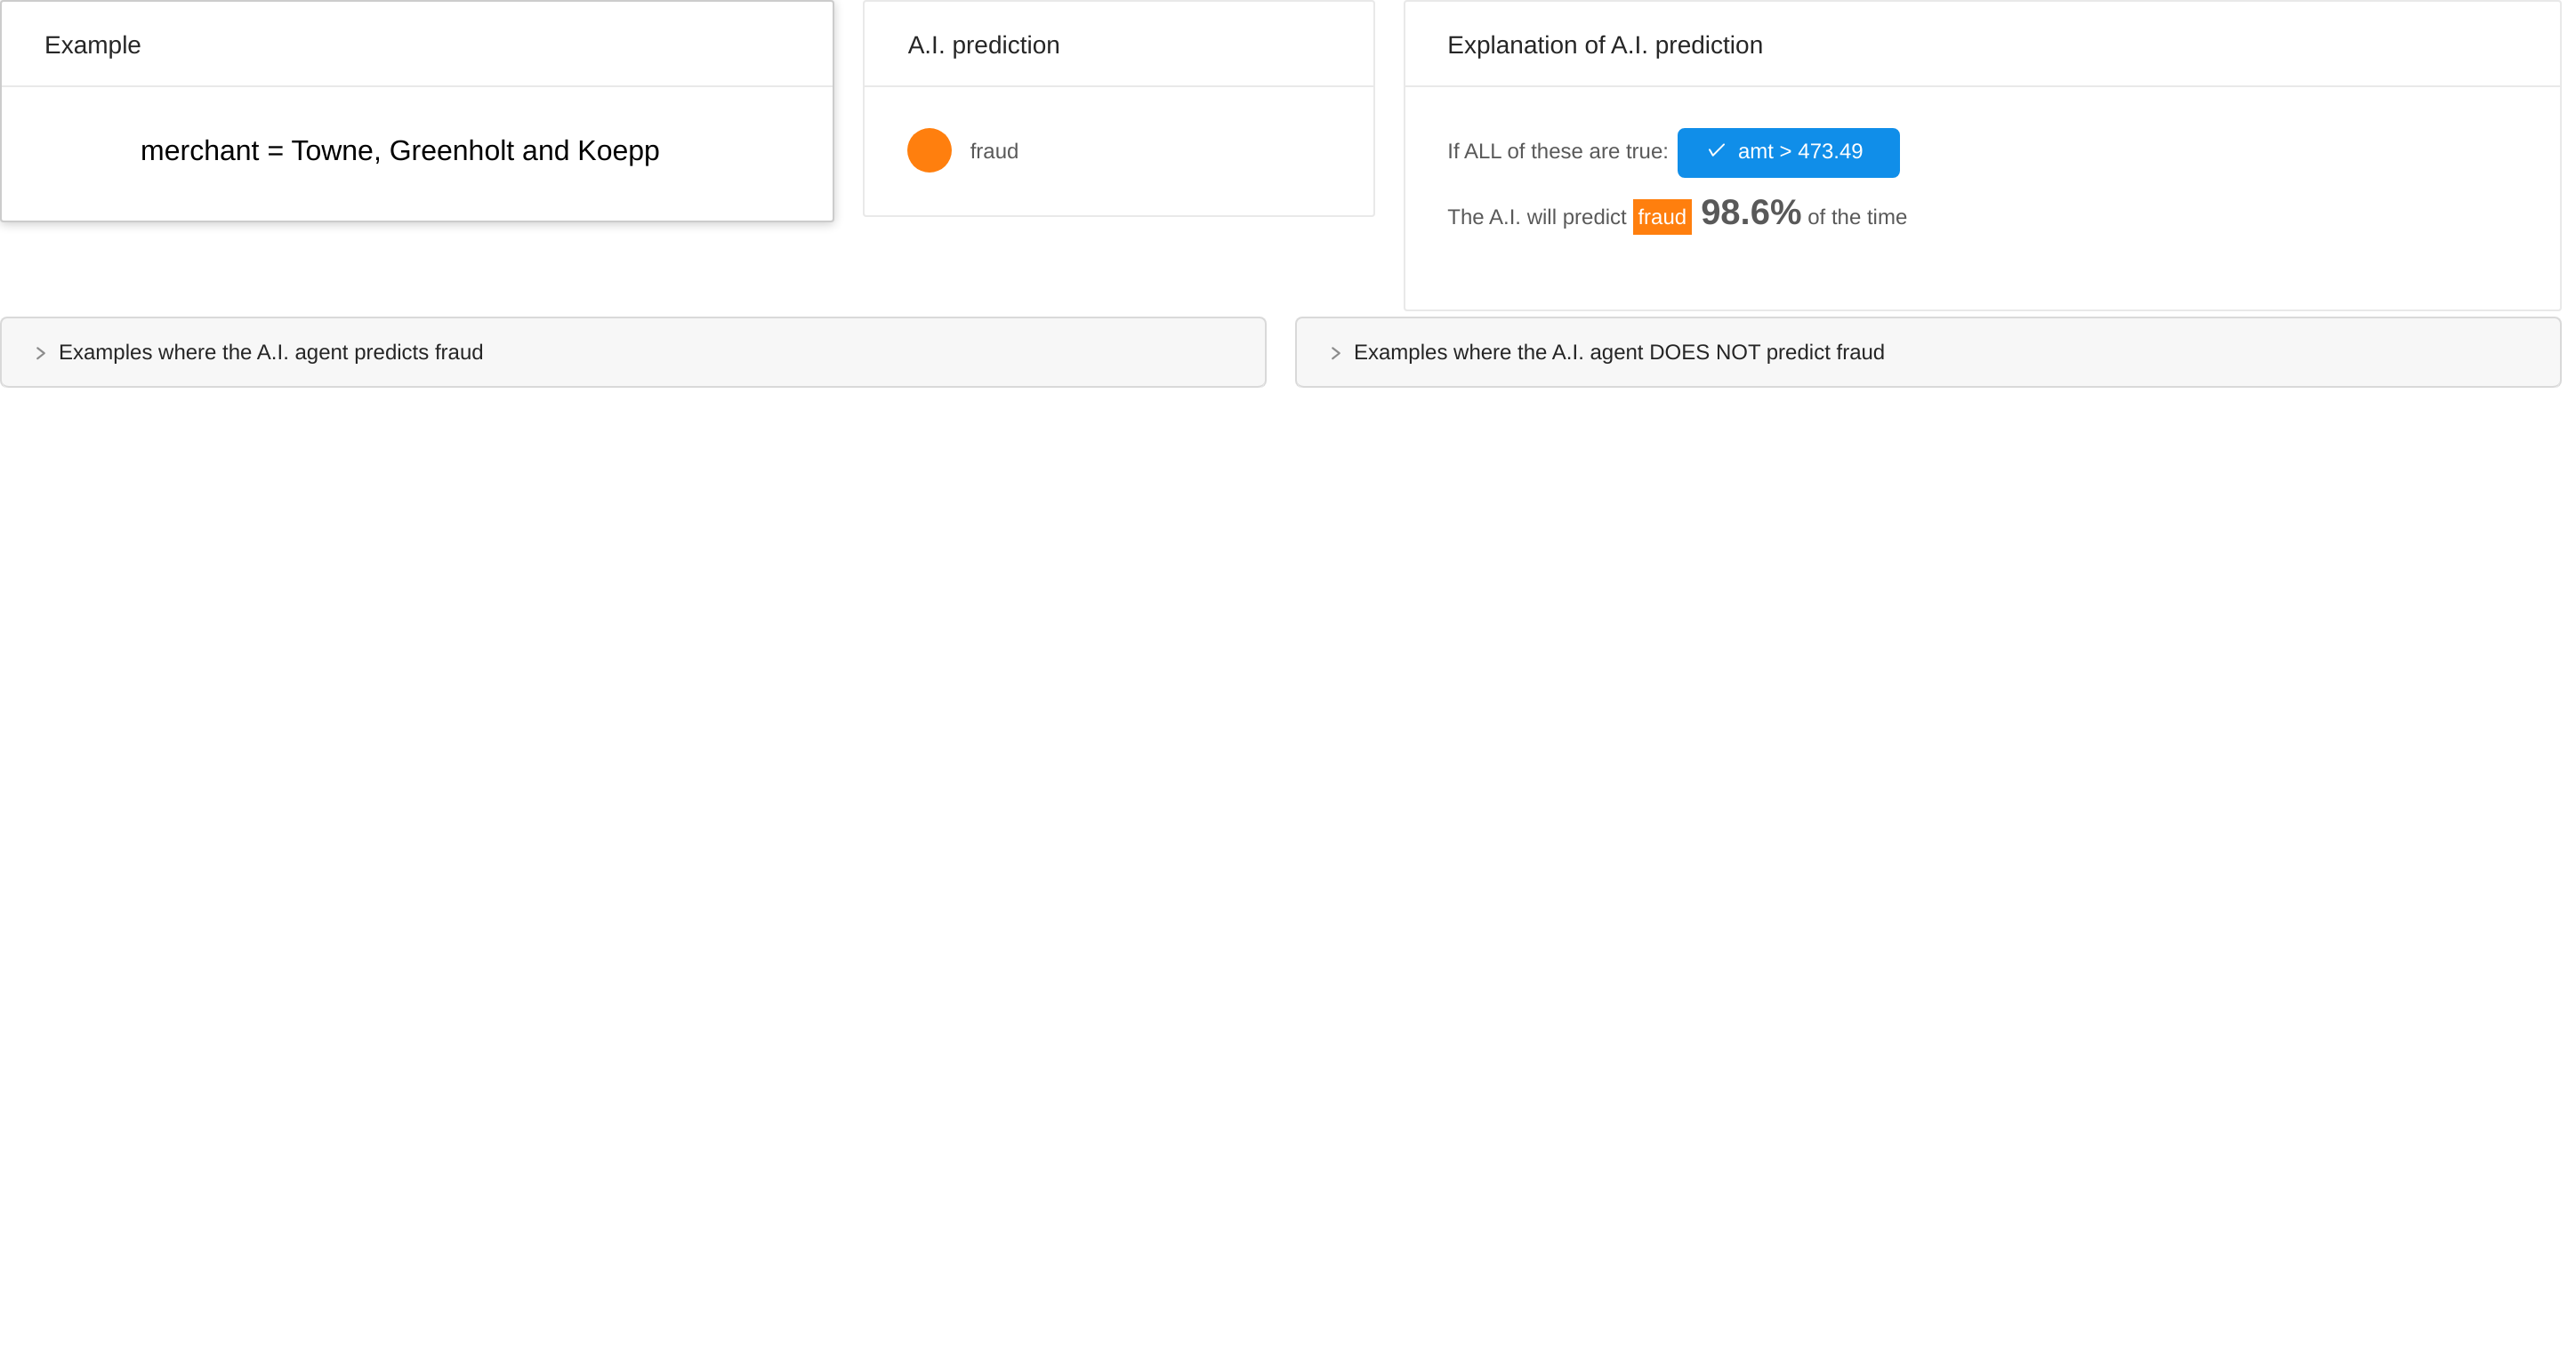 Example
merchant = Towne, Greenholt and Koepp
A.I. prediction
fraud
Explanation of A.I. prediction
If ALL of these are true: amt > 473.49
The A.I. will predict fraud 98.6% of the time
Examples where the A.I. agent predicts fraud
Examples where the A.I. agent DOES NOT predict fraud